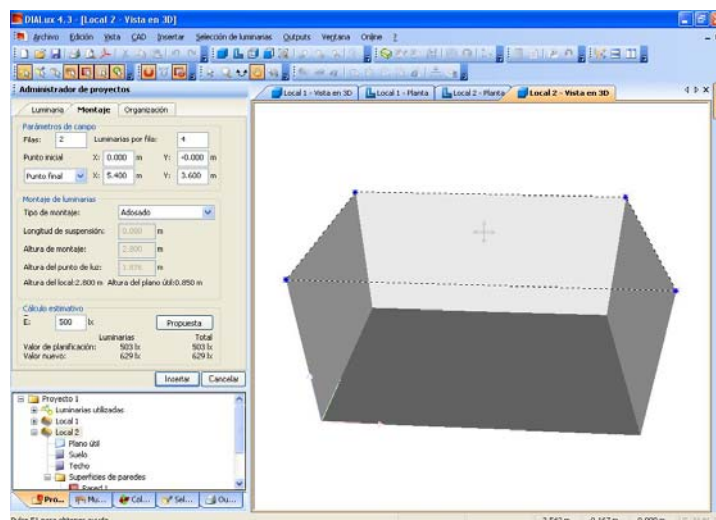 DIALux 4.3 - [Local 2 - Vista en 3D]
Archivo Edición Vista CAD Insertar Selección de luminarias Outputs Ventana Online ?
Administrador de proyectos
Local 1 - Vista en 3D Local 1 - Planta Local 2 - Planta Local 2 - Vista en 3D
Luminaria Montaje Organización
Parámetros de campo
Filas: 2 Luminarias por fila: 4
Punto inicial X: 0.000 m Y: -0.000 m
Punto final X: 5.400 m Y: 3.600 m
Montaje de luminarias
Tipo de montaje: Adosado
Longitud de suspensión: 0.000 m
Altura de montaje: 2.800 m
Altura del punto de luz: m
Altura del local:2.800 m Altura del plano útil:0.850 m
Cálculo estimativo
E: 500 lx Propuesta
Luminarias Total
Valor de planificación: 503 lx 503 lx
Valor nuevo: 629 lx 629 lx
Insertar Cancelar
Proyecto 1
Luminarias utilizadas
Local 1
Local 2
Plano útil
Suelo
Techo
Superficies de paredes
Pared 1
Pro... Mu... Col... Sel... Ou...